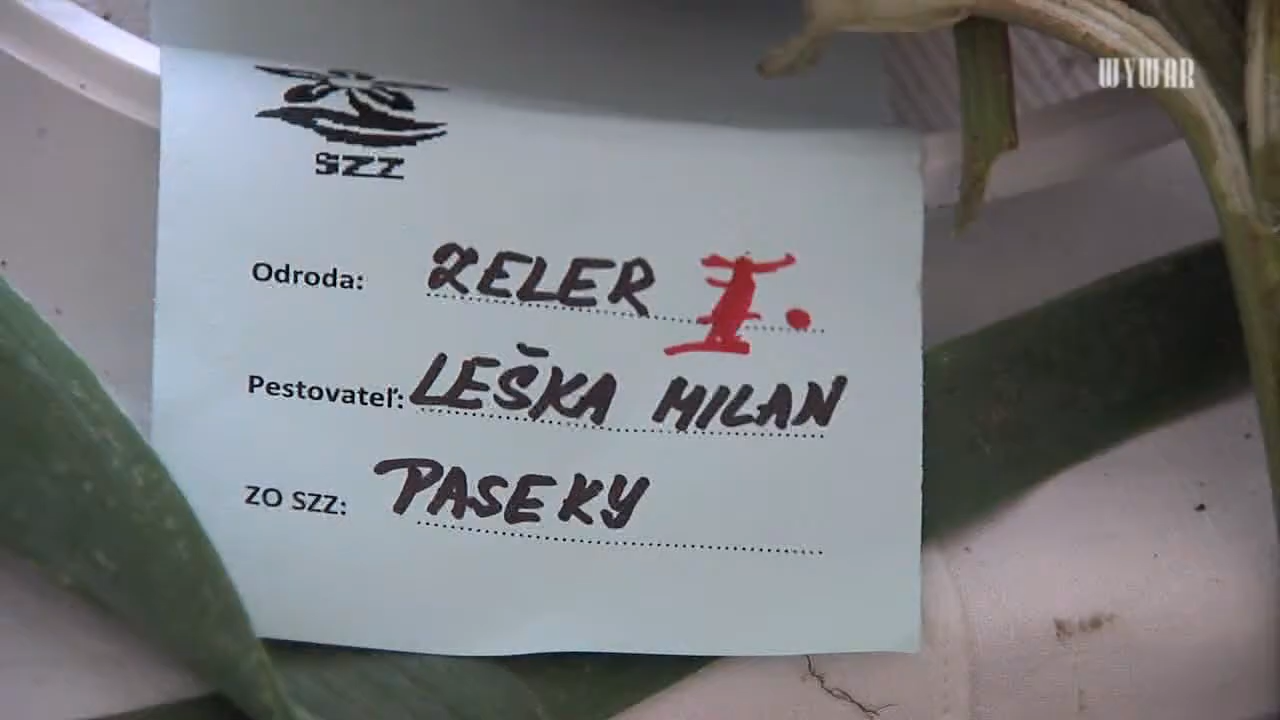 WYWAR
SZZ
Odroda: ZELER I.
Pestovateľ: LEŠKA MILAN
ZO SZZ: PASEKY